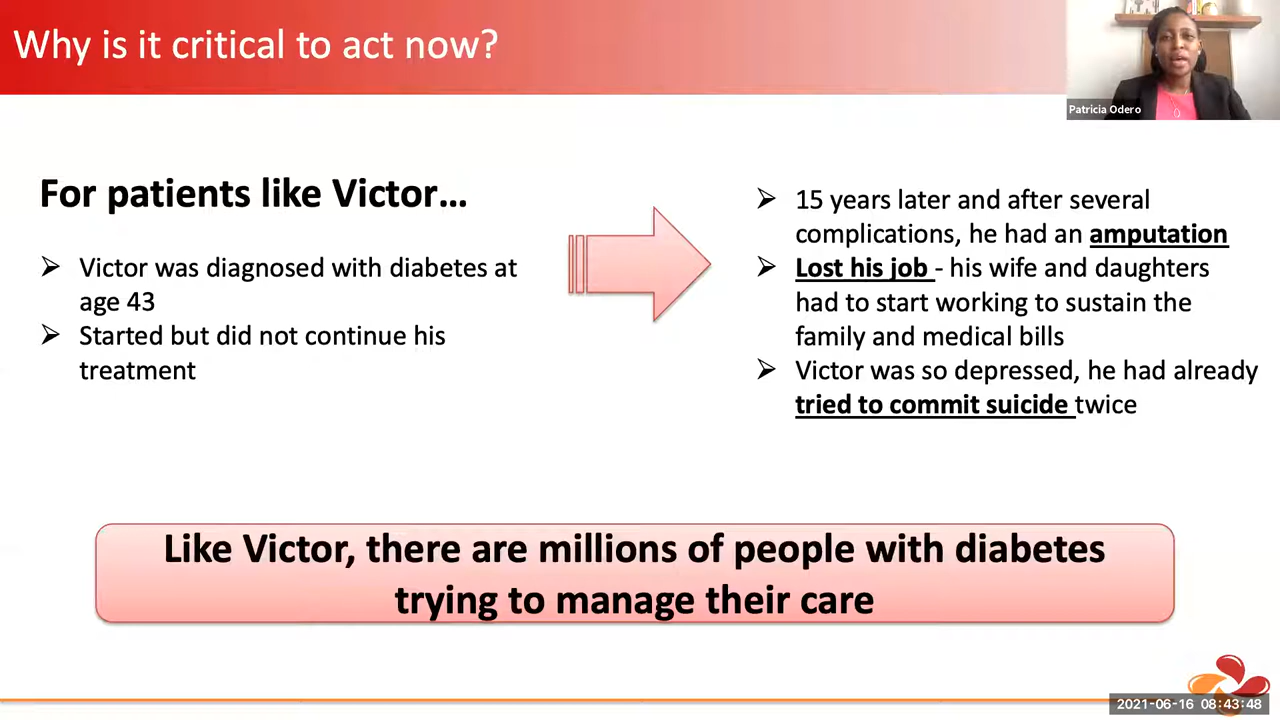 Why is it critical to act now?
Patricia Odero
For patients like Victor...
➢ Victor was diagnosed with diabetes at
age 43
➢ Started but did not continue his
treatment
➢ 15 years later and after several
complications, he had an amputation
➢ Lost his job - his wife and daughters
had to start working to sustain the
family and medical bills
➢ Victor was so depressed, he had already
tried to commit suicide twice
Like Victor, there are millions of people with diabetes
trying to manage their care
2021-06-16 08:43:48